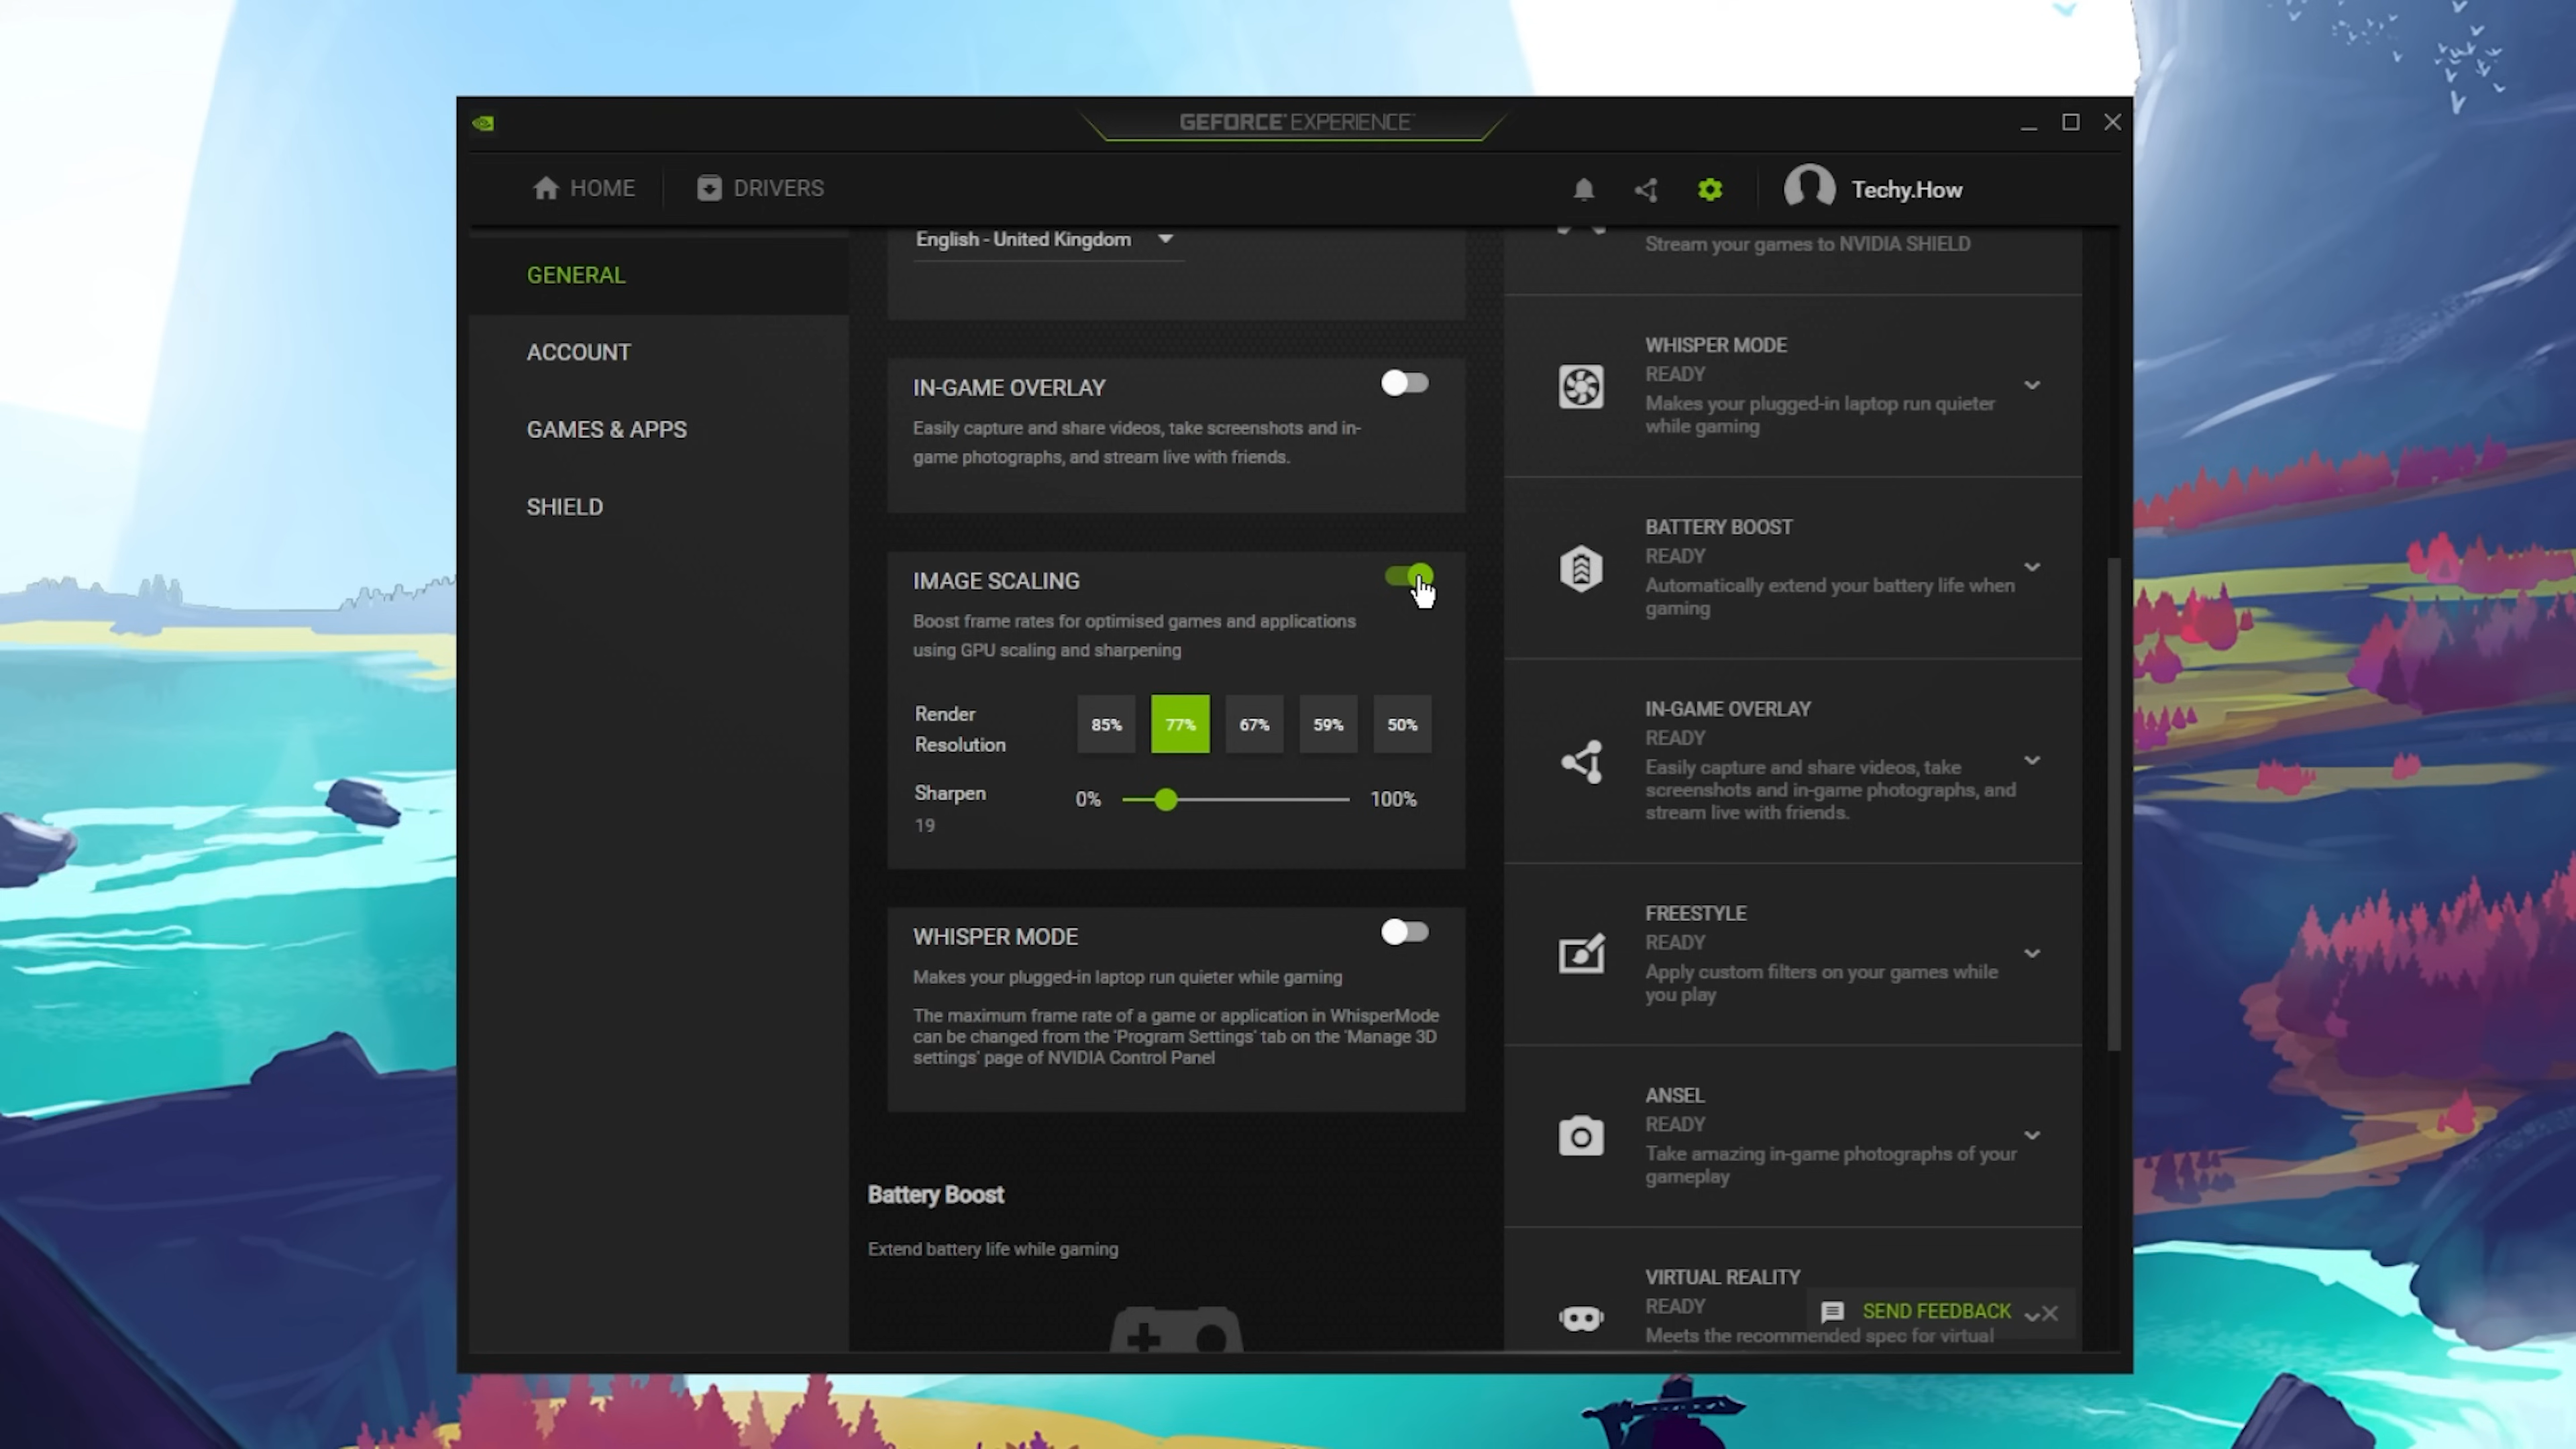 GEFORCE EXPERIENCE
HOME
DRIVERS
Techy.How
GENERAL
ACCOUNT
GAMES & APPS
SHIELD
English - United Kingdom
IN-GAME OVERLAY
Easily capture and share videos, take screenshots and in-
game photographs, and stream live with friends.
IMAGE SCALING
Boost frame rates for optimised games and applications
using GPU scaling and sharpening
Render
Resolution
85%
77%
67%
59%
50%
Sharpen
0%
100%
19
WHISPER MODE
Makes your plugged-in laptop run quieter while gaming
The maximum frame rate of a game or application in WhisperMode
can be changed from the 'Program Settings' tab on the 'Manage 3D
settings' page of NVIDIA Control Panel
Battery Boost
Extend battery life while gaming
Stream your games to NVIDIA SHIELD
WHISPER MODE
READY
Makes your plugged-in laptop run quieter
while gaming
BATTERY BOOST
READY
Automatically extend your battery life when
gaming
IN-GAME OVERLAY
READY
Easily capture and share videos, take
screenshots and in-game photographs, and
stream live with friends.
FREESTYLE
READY
Apply custom filters on your games while
you play
ANSEL
READY
Take amazing in-game photographs of your
gameplay
VIRTUAL REALITY
READY
Meets the recommended spec for virtual
SEND FEEDBACK